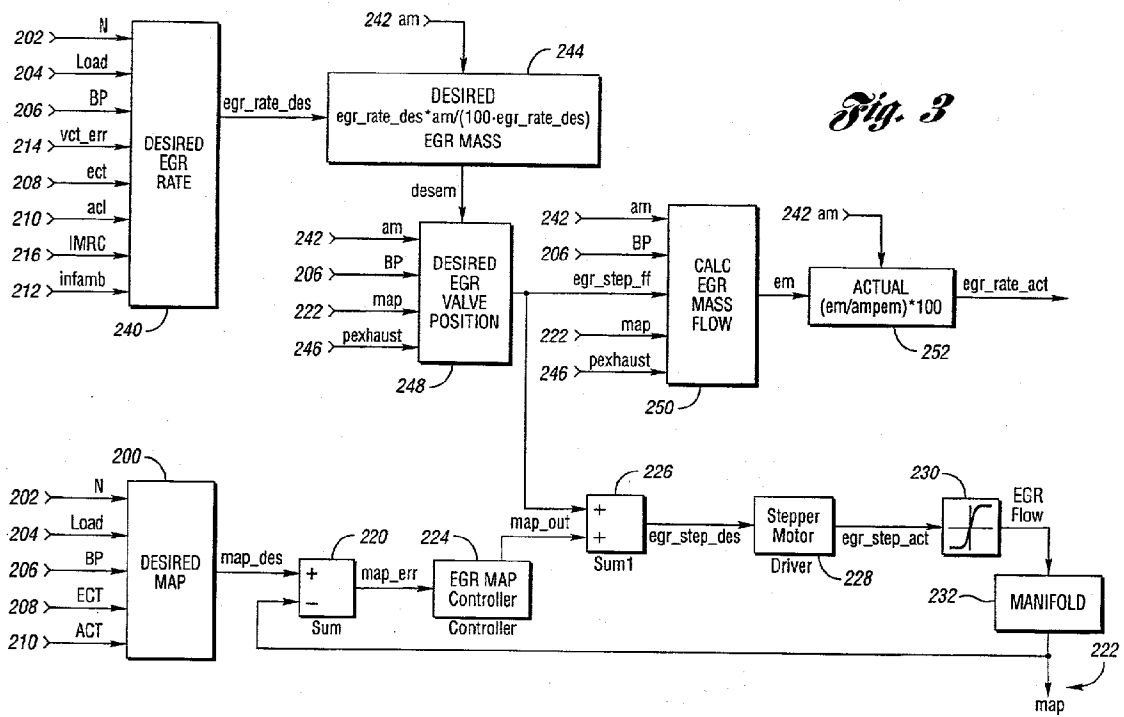 242 am
244
Fig. 3
202 N
204 Load
206 BP
214 vct_err
208 ect
210 acl
216 IMRC
212 infamb
DESIRED
EGR
RATE
240
egr_rate_des
DESIRED
egr_rate_des*am/(100-egr_rate_des)
EGR MASS
desem
242 am
206 BP
222 map
246 pexhaust
DESIRED
EGR
VALVE
POSITION
248
242 am
206 BP
egr_step_ff
222 map
246 pexhaust
CALC
EGR
MASS
FLOW
250
em
242 am
ACTUAL
(em/ampem)*100
252
egr_rate_act
200
202 N
204 Load
206 BP
208 ECT
210 ACT
DESIRED
MAP
map_des
220
+
−
Sum
map_err
224
EGR MAP
Controller
Controller
map_out
226
+
+
Sum1
egr_step_des
Stepper
Motor
Driver
228
egr_step_act
230
EGR
Flow
232
MANIFOLD
222
map